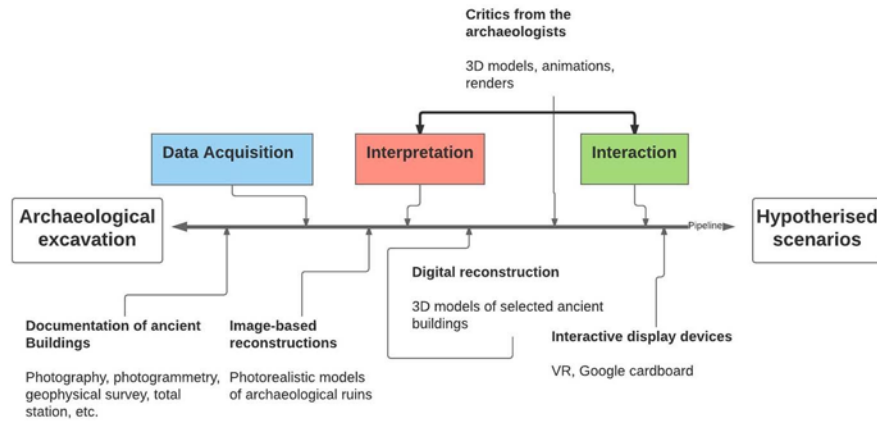 Critics from the
archaeologists
3D models, animations,
renders
Data Acquisition
Interpretation
Interaction
Archaeological
excavation
Pipeline
Hypotherised
scenarios
Documentation of ancient
Buildings
Photography, photogrammetry,
geophysical survey, total
station, etc.
Image-based
reconstructions
Photorealistic models
of archaeological ruins
Digital reconstruction
3D models of selected ancient
buildings
Interactive display devices
VR, Google cardboard